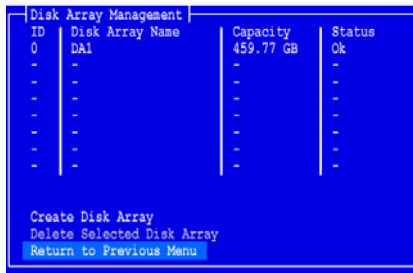 Disk Array Management
ID Disk Array Name Capacity Status
0 DA1 459.77 GB Ok
- - - -
- - - -
- - - -
- - - -
- - - -
- - - -
- - - -
Create Disk Array
Delete Selected Disk Array
Return to Previous Menu